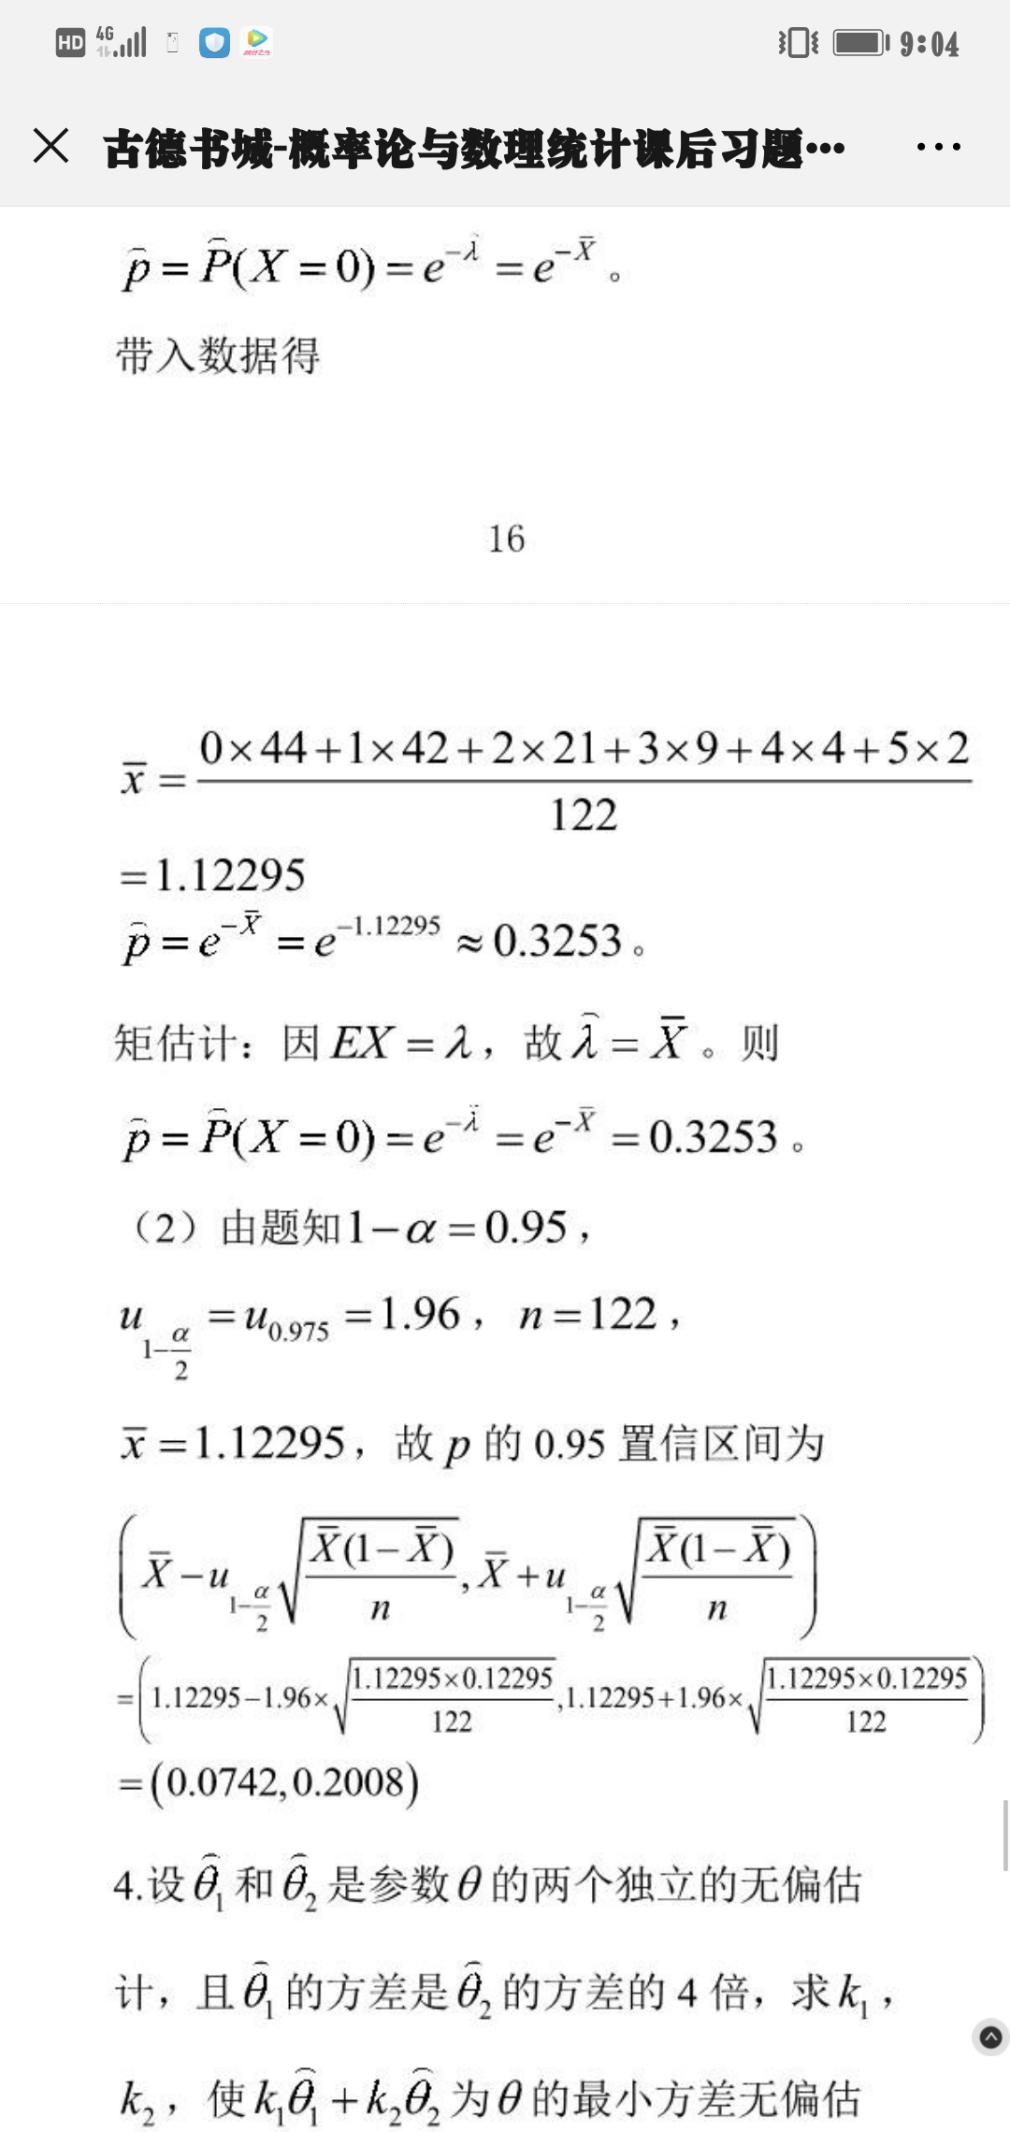 HD 4G 9:04
古德书城-概率论与数理统计课后习题…
p̂ = P̂(X = 0) = e^{-λ̂} = e^{-X̄} 。
带入数据得
16
x̄ = (0×44+1×42+2×21+3×9+4×4+5×2)/122
=1.12295
p̂ = e^{-X̄} = e^{-1.12295} ≈ 0.3253 。
矩估计：因 EX = λ，故 λ̂ = X̄ 。则
p̂ = P̂(X = 0) = e^{-λ̂} = e^{-X̄} = 0.3253 。
（2）由题知 1−α = 0.95，
u_{1−α/2} = u_{0.975} = 1.96， n = 122，
x̄ = 1.12295，故 p 的 0.95 置信区间为
(X̄ − u_{1−α/2} √(X̄(1−X̄)/n), X̄ + u_{1−α/2} √(X̄(1−X̄)/n))
= (1.12295−1.96×√(1.12295×0.12295/122), 1.12295+1.96×√(1.12295×0.12295/122))
= (0.0742, 0.2008)
4.设 θ̂₁ 和 θ̂₂ 是参数 θ 的两个独立的无偏估
计，且 θ̂₁ 的方差是 θ̂₂ 的方差的 4 倍，求 k₁，
k₂，使 k₁θ̂₁ + k₂θ̂₂ 为 θ 的最小方差无偏估